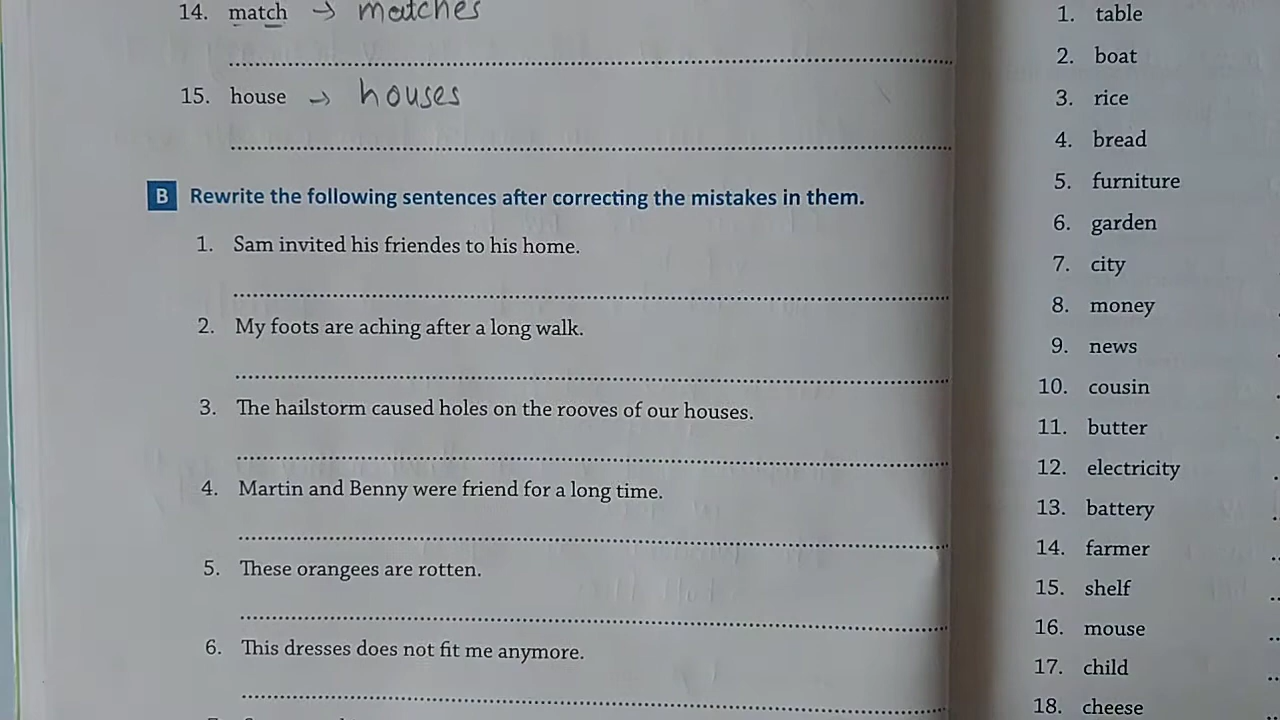 14. match → matches
15. house → houses
B Rewrite the following sentences after correcting the mistakes in them.
1. Sam invited his friendes to his home.
2. My foots are aching after a long walk.
3. The hailstorm caused holes on the rooves of our houses.
4. Martin and Benny were friend for a long time.
5. These orangees are rotten.
6. This dresses does not fit me anymore.
1. table
2. boat
3. rice
4. bread
5. furniture
6. garden
7. city
8. money
9. news
10. cousin
11. butter
12. electricity
13. battery
14. farmer
15. shelf
16. mouse
17. child
18. cheese